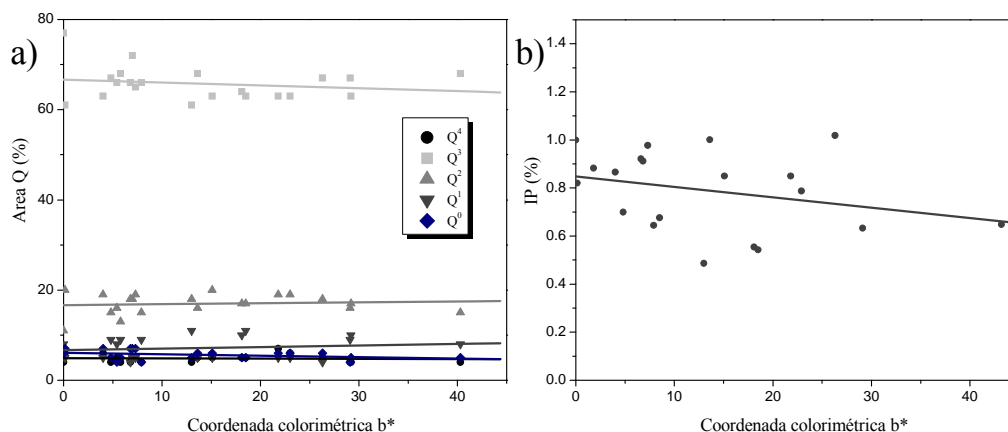 a)
80
60
40
20
0
Area Q (%)
Q⁴
Q³
Q²
Q¹
Q⁰
0 10 20 30 40
Coordenada colorimétrica b*
b)
1.4
1.2
1.0
0.8
0.6
0.4
0.2
0.0
IP (%)
0 10 20 30 40
Coordenada colorimétrica b*